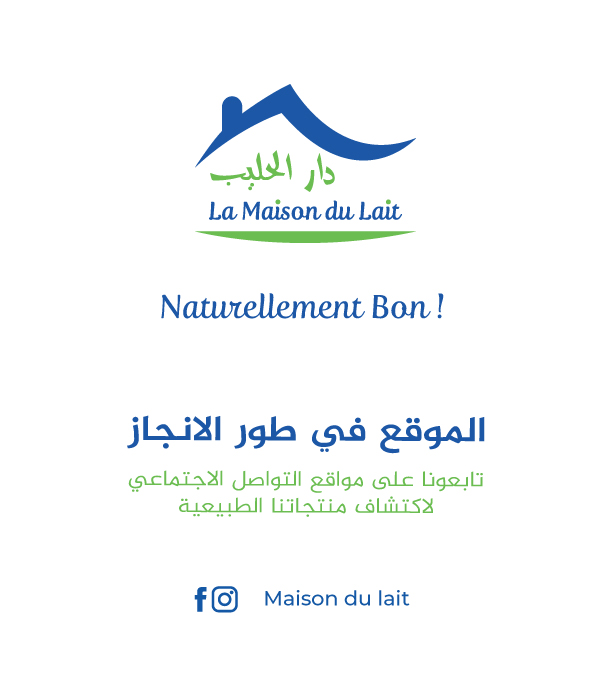 دار الحليب
La Maison du Lait
Naturellement Bon !
الموقع في طور الانجاز
تابعونا على مواقع التواصل الاجتماعي
لاكتشاف منتجاتنا الطبيعية
Maison du lait